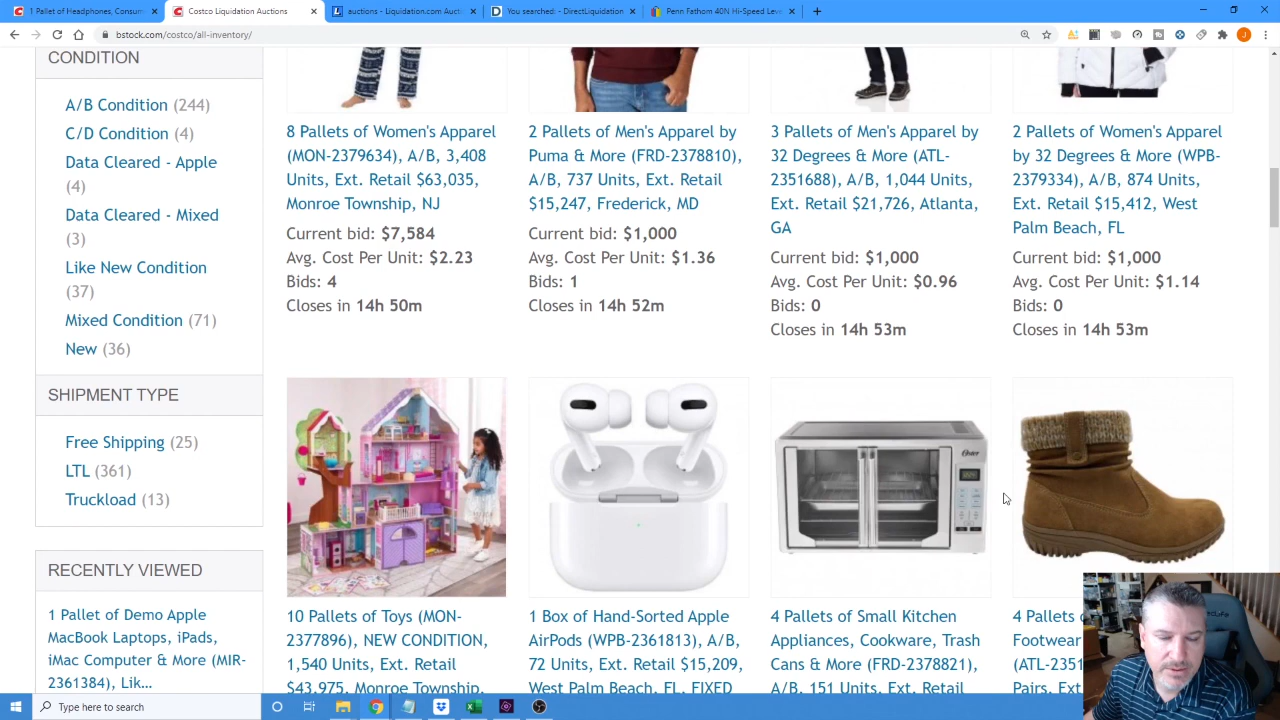 1 Pallet of Headphones, Consum
Costco Liquidation Auctions
auctions - Liquidation.com Auct
You searched: - DirectLiquidation
Penn Fathom 40N Hi-Speed Leve
bstock.com/costco/all-inventory/
CONDITION
A/B Condition (244)
C/D Condition (4)
Data Cleared - Apple
(4)
Data Cleared - Mixed
(3)
Like New Condition
(37)
Mixed Condition (71)
New (36)
SHIPMENT TYPE
Free Shipping (25)
LTL (361)
Truckload (13)
RECENTLY VIEWED
1 Pallet of Demo Apple
MacBook Laptops, iPads,
iMac Computer & More (MIR-
2361384), Lik...
8 Pallets of Women's Apparel
(MON-2379634), A/B, 3,408
Units, Ext. Retail $63,035,
Monroe Township, NJ
Current bid: $7,584
Avg. Cost Per Unit: $2.23
Bids: 4
Closes in 14h 50m
2 Pallets of Men's Apparel by
Puma & More (FRD-2378810),
A/B, 737 Units, Ext. Retail
$15,247, Frederick, MD
Current bid: $1,000
Avg. Cost Per Unit: $1.36
Bids: 1
Closes in 14h 52m
3 Pallets of Men's Apparel by
32 Degrees & More (ATL-
2351688), A/B, 1,044 Units,
Ext. Retail $21,726, Atlanta,
GA
Current bid: $1,000
Avg. Cost Per Unit: $0.96
Bids: 0
Closes in 14h 53m
2 Pallets of Women's Apparel
by 32 Degrees & More (WPB-
2379334), A/B, 874 Units,
Ext. Retail $15,412, West
Palm Beach, FL
Current bid: $1,000
Avg. Cost Per Unit: $1.14
Bids: 0
Closes in 14h 53m
Oster
10 Pallets of Toys (MON-
2377896), NEW CONDITION,
1,540 Units, Ext. Retail
$43,975, Monroe Township,
1 Box of Hand-Sorted Apple
AirPods (WPB-2361813), A/B,
72 Units, Ext. Retail $15,209,
West Palm Beach, FL, FIXED
4 Pallets of Small Kitchen
Appliances, Cookware, Trash
Cans & More (FRD-2378821),
A/B, 151 Units, Ext. Retail
4 Pallets
Footwear
(ATL-2351
Pairs, Ext
Type here to search